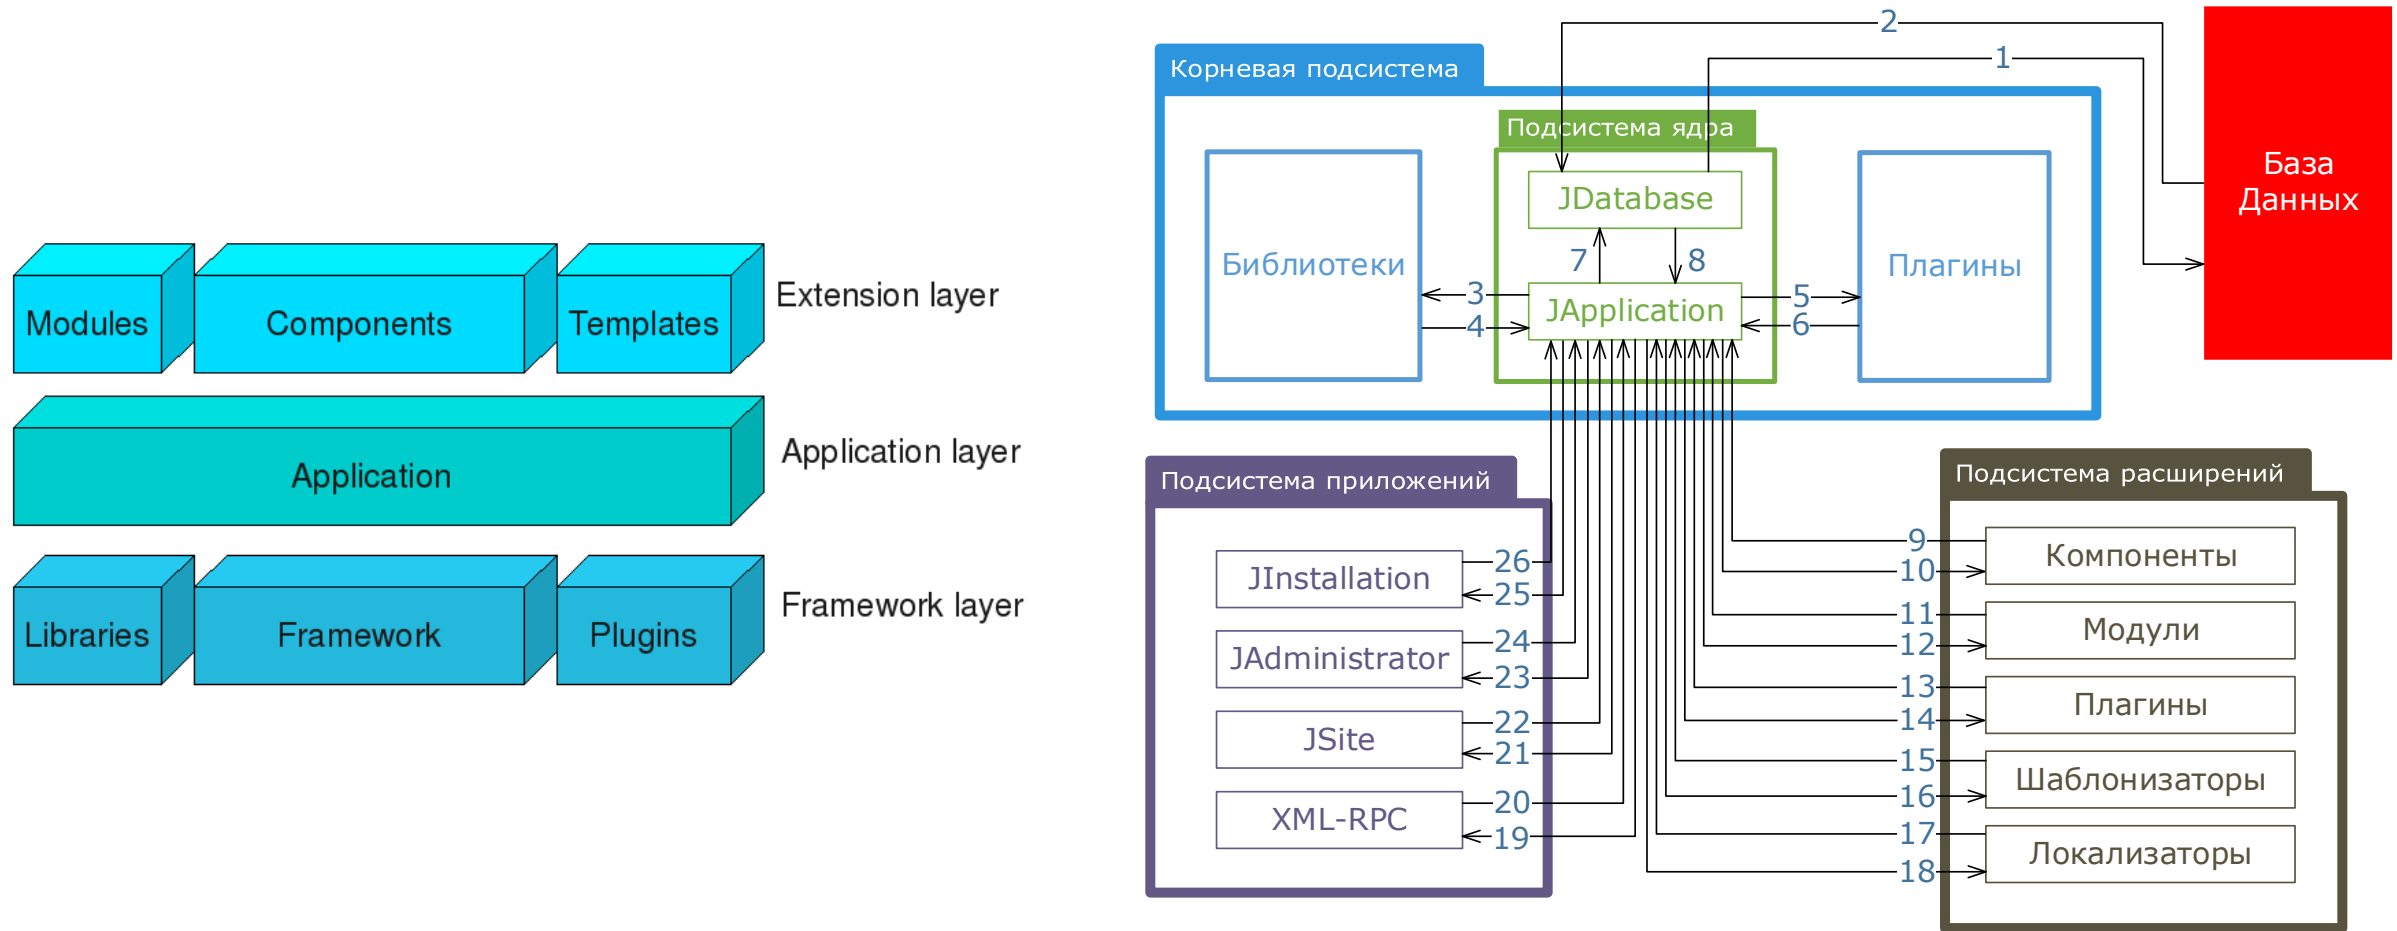 Modules
Components
Templates
Extension layer
Application
Application layer
Libraries
Framework
Plugins
Framework layer
2
1
Корневая подсистема
Подсистема ядра
База
Данных
JDatabase
Библиотеки
7
8
Плагины
3
JApplication
5
4
6
Подсистема приложений
JInstallation
26
25
JAdministrator
24
23
JSite
22
21
XML-RPC
20
19
Подсистема расширений
9
Компоненты
10
11
Модули
12
13
Плагины
14
15
Шаблонизаторы
16
17
Локализаторы
18